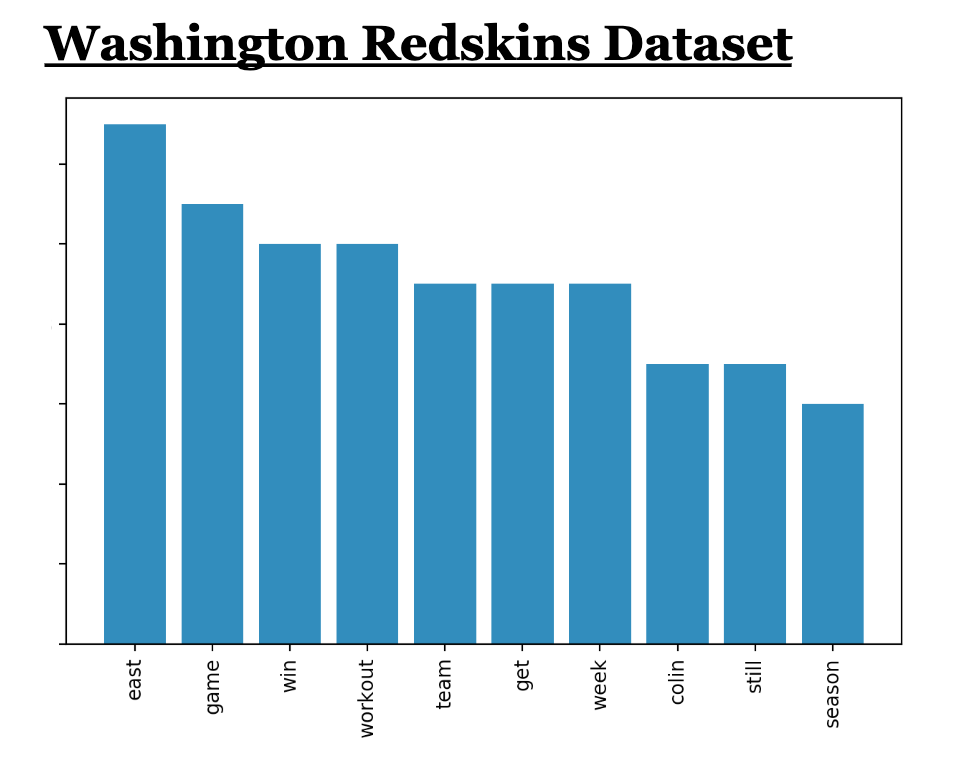 Washington Redskins Dataset
east
game
win
workout
team
get
week
colin
still
season